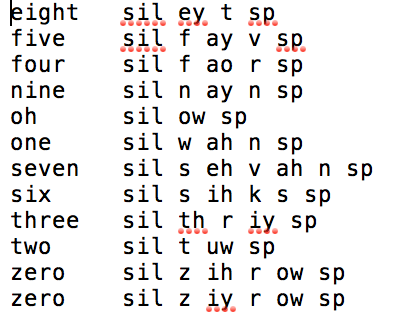 eight sil ey t sp
five sil f ay v sp
four sil f ao r sp
nine sil n ay n sp
oh sil ow sp
one sil w ah n sp
seven sil s eh v ah n sp
six sil s ih k s sp
three sil th r iy sp
two sil t uw sp
zero sil z ih r ow sp
zero sil z iy r ow sp